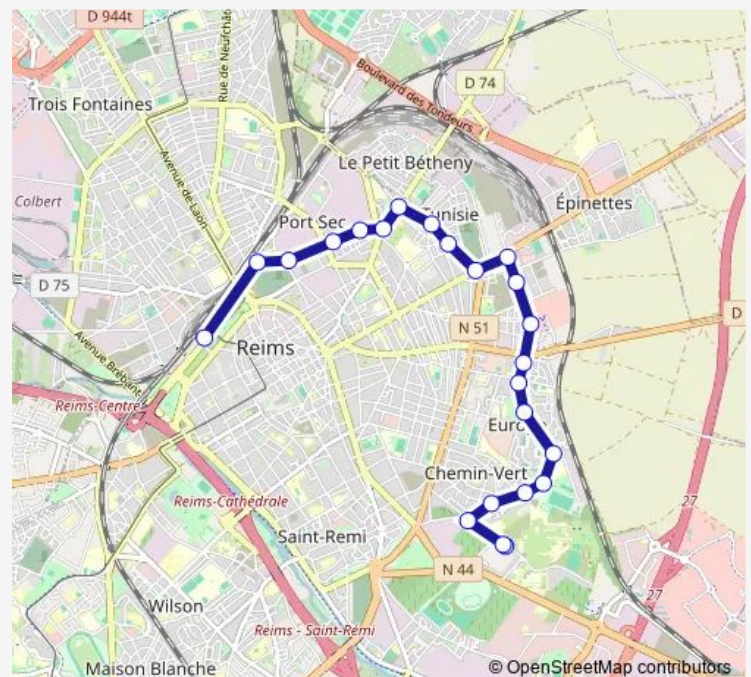 D 944t
Rue de Neufchât
Boulevard des Tondeurs
D 74
Trois Fontaines
Avenue de Laon
Le Petit Bétheny
Colbert
Port Sec
Tunisie
Épinettes
D 75
N 51
D
Avenue Brébant
Reims
Reims-Centre
Euro
Chemin-Vert
Reims-Cathédrale
27
Saint-Remi
N 44
27
Wilson
Reims - Saint-Remi
Maison Blanche
© OpenStreetMap contributors